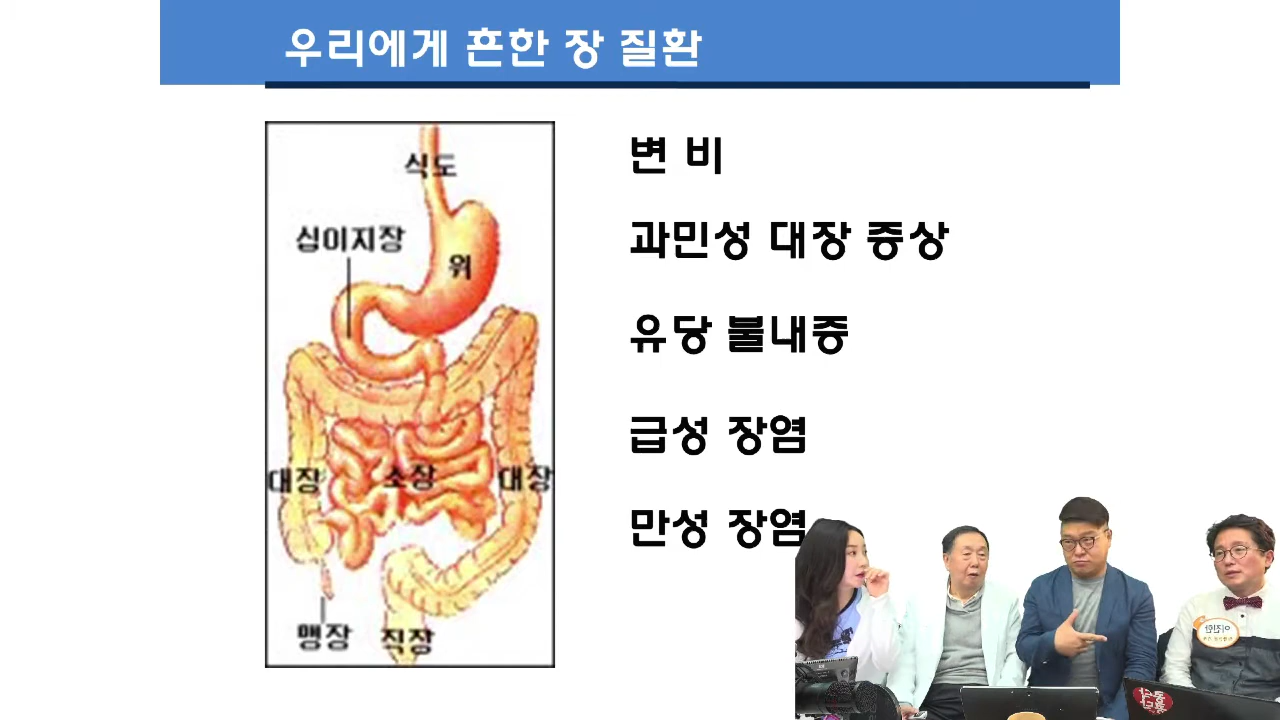 우리에게 흔한 장 질환
변 비
과민성 대장 증상
유당 불내증
급성 장염
만성 장염
식도
십이지장
위
대장
소장
대장
맹장
직장